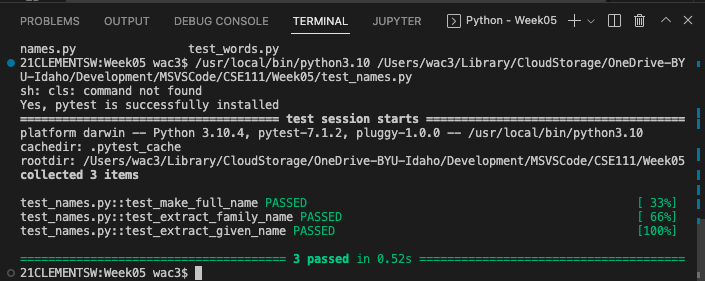 PROBLEMS OUTPUT DEBUG CONSOLE TERMINAL JUPYTER Python - Week05
names.py test_words.py
21CLEMENTSW:Week05 wac3$ /usr/local/bin/python3.10 /Users/wac3/Library/CloudStorage/OneDrive-BY
U-Idaho/Development/MSVSCode/CSE111/Week05/test_names.py
sh: cls: command not found
Yes, pytest is successfully installed
===================================== test session starts =====================================
platform darwin -- Python 3.10.4, pytest-7.1.2, pluggy-1.0.0 -- /usr/local/bin/python3.10
cachedir: .pytest_cache
rootdir: /Users/wac3/Library/CloudStorage/OneDrive-BYU-Idaho/Development/MSVSCode/CSE111/Week05
collected 3 items
test_names.py::test_make_full_name PASSED [ 33%]
test_names.py::test_extract_family_name PASSED [ 66%]
test_names.py::test_extract_given_name PASSED [100%]
====================================== 3 passed in 0.52s ======================================
21CLEMENTSW:Week05 wac3$